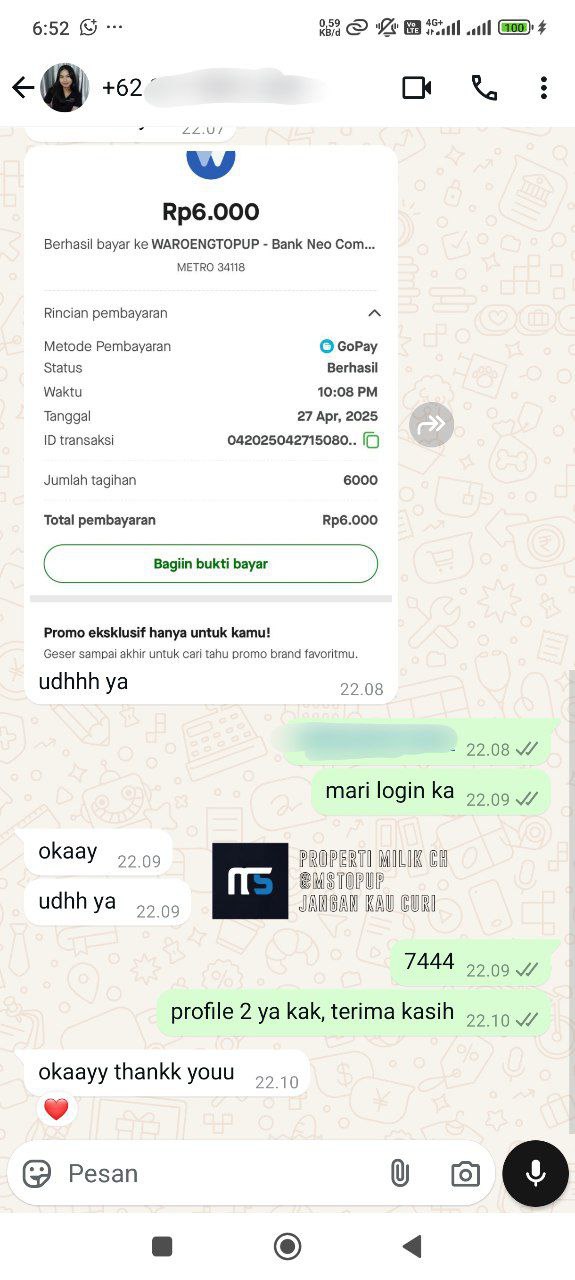 6:52
0,59
KB/d
Vo
LTE
4G+
100
+62
22.07
Rp6.000
Berhasil bayar ke WAROENGTOPUP - Bank Neo Com...
METRO 34118
Rincian pembayaran
Metode Pembayaran GoPay
Status Berhasil
Waktu 10:08 PM
Tanggal 27 Apr, 2025
ID transaksi 042025042715080..
Jumlah tagihan 6000
Total pembayaran Rp6.000
Bagiin bukti bayar
Promo eksklusif hanya untuk kamu!
Geser sampai akhir untuk cari tahu promo brand favoritmu.
udhhh ya 22.08
22.08
mari login ka 22.09
okaay 22.09
udhh ya 22.09
ms
PROPERTI MILIK CH
@MSTOPUP
JANGAN KAU CURI
7444 22.09
profile 2 ya kak, terima kasih 22.10
okaayy thankk youu 22.10
Pesan